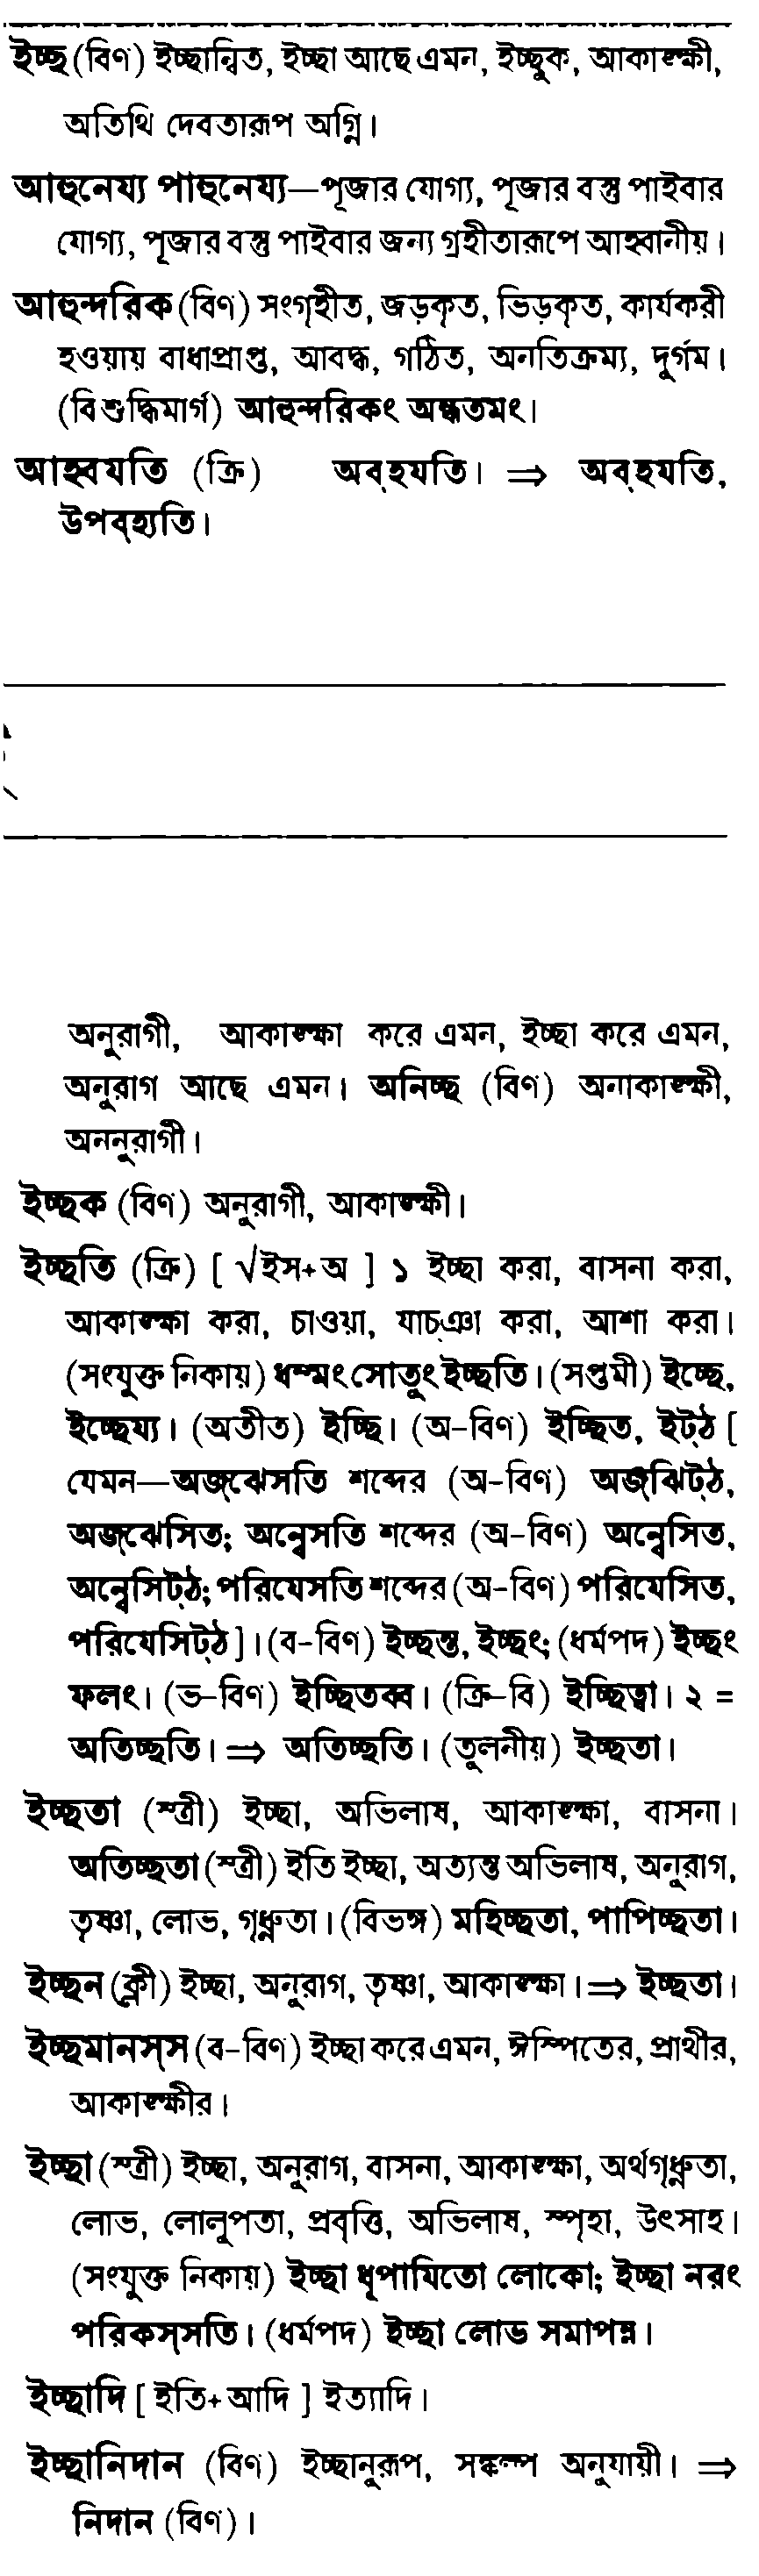 ইচ্ছ (বিণ) ইচ্ছান্বিত, ইচ্ছা আছে এমন, ইচ্ছুক, আকাঙ্ক্ষী,
অতিথি দেবতারূপ অগ্নি।
আহুনেয্য পাহুনেয্য—পূজার যোগ্য, পূজার বস্তু পাইবার
যোগ্য, পূজার বস্তু পাইবার জন্য গ্রহীতারূপে আহ্বানীয়।
আহুন্দরিক (বিণ) সংগৃহীত, জড়কৃত, ভিড়কৃত, কার্যকরী
হওয়ায় বাধাপ্রাপ্ত, আবদ্ধ, গঠিত, অনতিক্রম্য, দুর্গম।
(বিশুদ্ধিমার্গ) আহুন্দরিকং অন্ধতমং।
আহ্বযতি (ক্রি) অব্হযতি। ⇒ অব্হযতি,
উপব্হ্যতি।
অনুরাগী, আকাঙ্ক্ষা করে এমন, ইচ্ছা করে এমন,
অনুরাগ আছে এমন। অনিচ্ছ (বিণ) অনাকাঙ্ক্ষী,
অননুরাগী।
ইচ্ছক (বিণ) অনুরাগী, আকাঙ্ক্ষী।
ইচ্ছতি (ক্রি) [ √ইস+অ ] ১ ইচ্ছা করা, বাসনা করা,
আকাঙ্ক্ষা করা, চাওয়া, যাচ্ঞা করা, আশা করা।
(সংযুক্ত নিকায়) ধম্মং সোতুং ইচ্ছতি। (সপ্তমী) ইচ্ছে,
ইচ্ছেয্য। (অতীত) ইচ্ছি। (অ-বিণ) ইচ্ছিত, ইট্ঠ [
যেমন—অজ্ঝেসতি শব্দের (অ-বিণ) অজ্ঝিট্ঠ,
অজ্ঝেসিত; অন্বেসতি শব্দের (অ-বিণ) অন্বেসিত,
অন্বেসিট্ঠ; পরিযেসতি শব্দের (অ-বিণ) পরিযেসিত,
পরিযেসিট্ঠ ]। (ব-বিণ) ইচ্ছন্ত, ইচ্ছং; (ধর্মপদ) ইচ্ছং
ফলং। (ভ-বিণ) ইচ্ছিতব্ব। (ক্রি-বি) ইচ্ছিত্বা। ২ =
অতিচ্ছতি। ⇒ অতিচ্ছতি। (তুলনীয়) ইচ্ছতা।
ইচ্ছতা (স্ত্রী) ইচ্ছা, অভিলাষ, আকাঙ্ক্ষা, বাসনা।
অতিচ্ছতা (স্ত্রী) ইতি ইচ্ছা, অত্যন্ত অভিলাষ, অনুরাগ,
তৃষ্ণা, লোভ, গৃধ্নুতা। (বিভঙ্গ) মহিচ্ছতা, পাপিচ্ছতা।
ইচ্ছন (ক্লী) ইচ্ছা, অনুরাগ, তৃষ্ণা, আকাঙ্ক্ষা। ⇒ ইচ্ছতা।
ইচ্ছমানস্স (ব-বিণ) ইচ্ছা করে এমন, ঈপ্সিতের, প্রার্থীর,
আকাঙ্ক্ষীর।
ইচ্ছা (স্ত্রী) ইচ্ছা, অনুরাগ, বাসনা, আকাঙ্ক্ষা, অর্থগৃধ্নুতা,
লোভ, লোলুপতা, প্রবৃত্তি, অভিলাষ, স্পৃহা, উৎসাহ।
(সংযুক্ত নিকায়) ইচ্ছা ধূপাযিতো লোকো; ইচ্ছা নরং
পরিকস্সতি। (ধর্মপদ) ইচ্ছা লোভ সমাপন্ন।
ইচ্ছাদি [ ইতি+আদি ] ইত্যাদি।
ইচ্ছানিদান (বিণ) ইচ্ছানুরূপ, সঙ্কল্প অনুযায়ী। ⇒
নিদান (বিণ)।